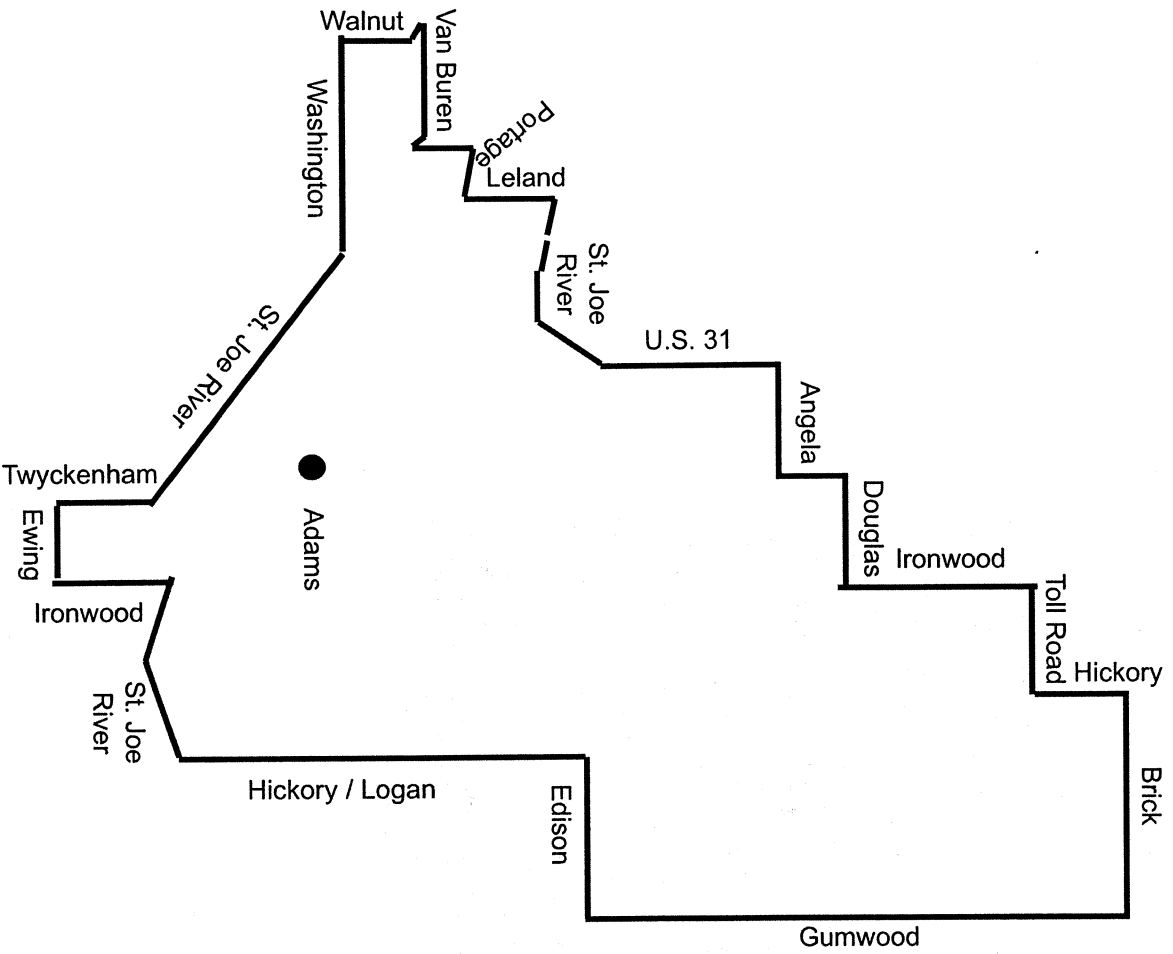 Walnut
Van Buren
Washington
Portage
Leland
St. Joe
River
St. Joe River
U.S. 31
Angela
Twyckenham
Ewing
Adams
Douglas
Ironwood
Ironwood
Toll Road
Hickory
St. Joe
River
Hickory / Logan
Edison
Brick
Gumwood